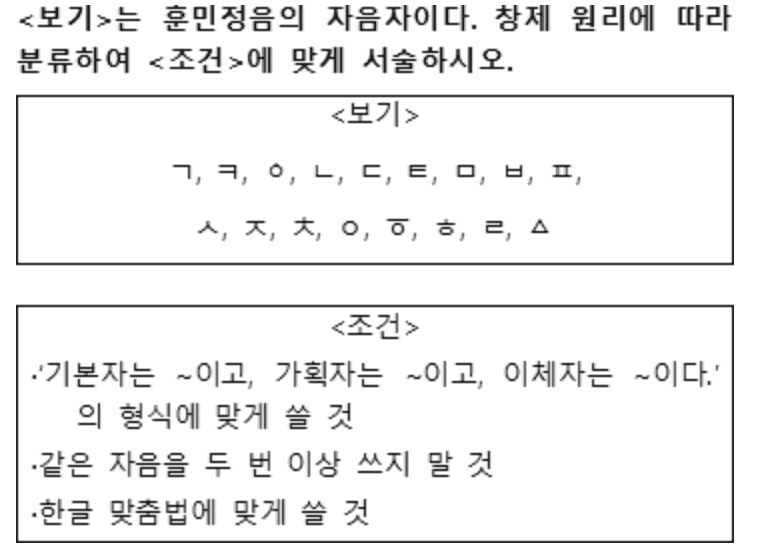 <보기>는 훈민정음의 자음자이다. 창제 원리에 따라
분류하여 <조건>에 맞게 서술하시오.
<보기>
ㄱ, ㅋ, ㆁ, ㄴ, ㄷ, ㅌ, ㅁ, ㅂ, ㅍ,
ㅅ, ㅈ, ㅊ, ㅇ, ㆆ, ㅎ, ㄹ, ㅿ
<조건>
·'기본자는 ~이고, 가획자는 ~이고, 이체자는 ~이다.'
의 형식에 맞게 쓸 것
·같은 자음을 두 번 이상 쓰지 말 것
·한글 맞춤법에 맞게 쓸 것